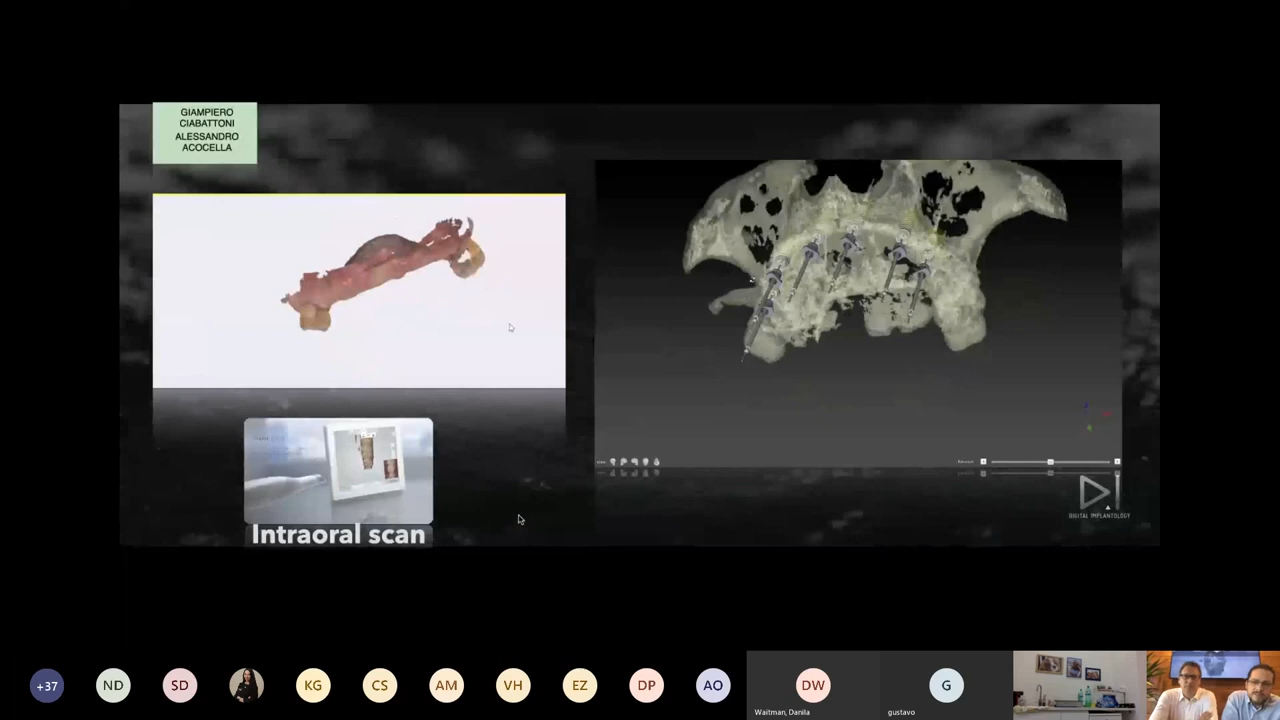 GIAMPIERO
CIABATTONI
ALESSANDRO
ACOCELLA
Intraoral scan
DIGITAL IMPLANTOLOGY
+37
ND
SD
KG
CS
AM
VH
EZ
DP
AO
DW
G
Waitman, Danila
gustavo